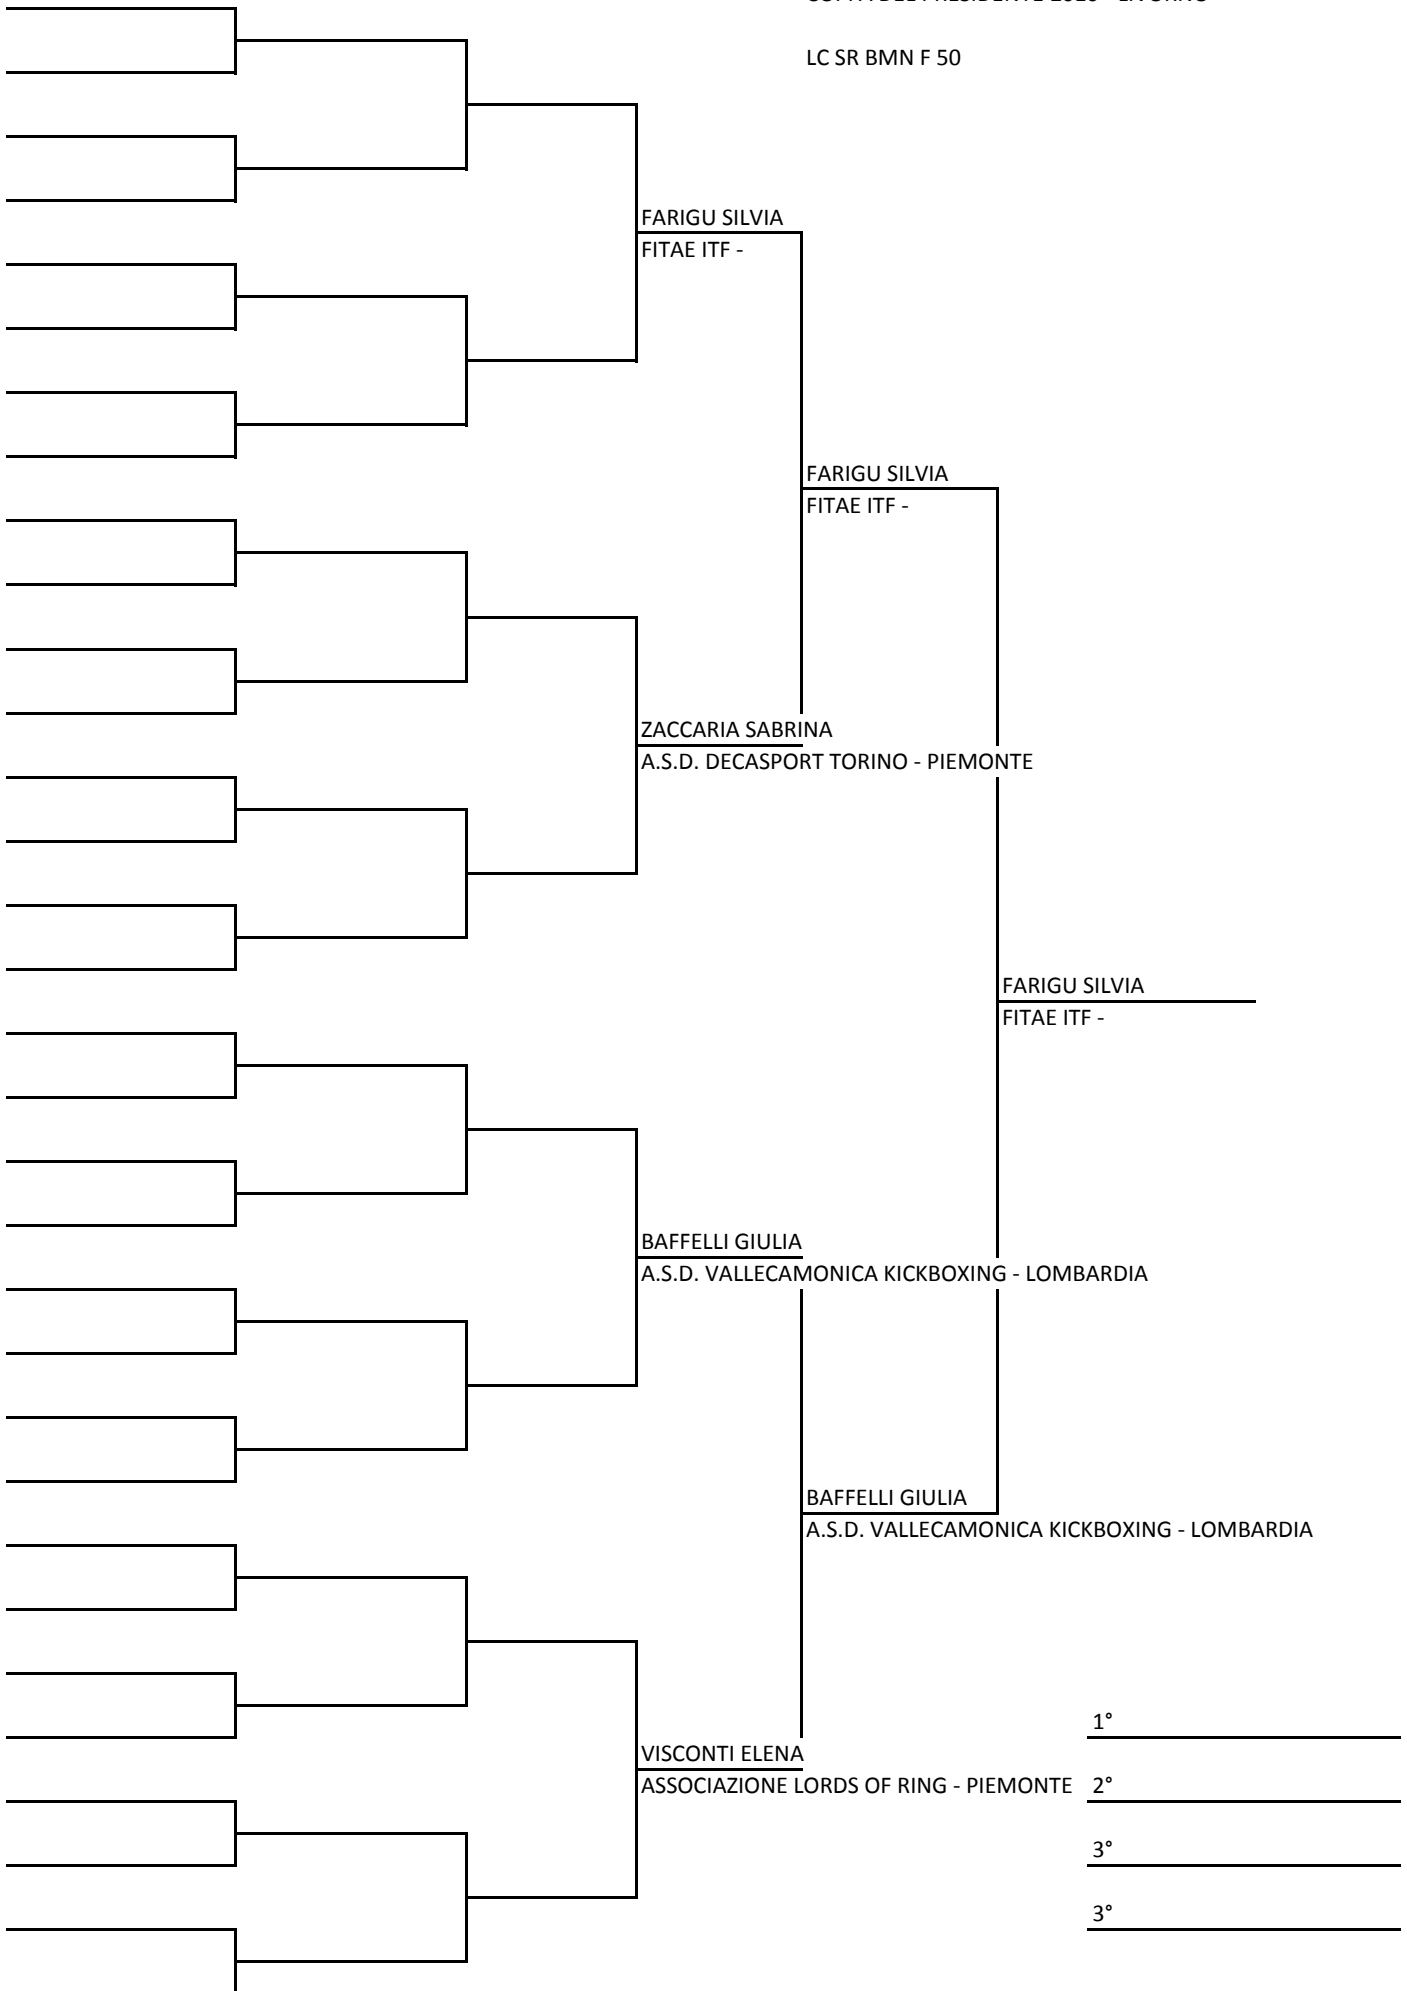 LC SR BMN F 50
FARIGU SILVIA
FITAE ITF -
FARIGU SILVIA
FITAE ITF -
ZACCARIA SABRINA
A.S.D. DECASPORT TORINO - PIEMONTE
FARIGU SILVIA
FITAE ITF -
BAFFELLI GIULIA
A.S.D. VALLECAMONICA KICKBOXING - LOMBARDIA
BAFFELLI GIULIA
A.S.D. VALLECAMONICA KICKBOXING - LOMBARDIA
1°
VISCONTI ELENA
ASSOCIAZIONE LORDS OF RING - PIEMONTE
2°
3°
3°